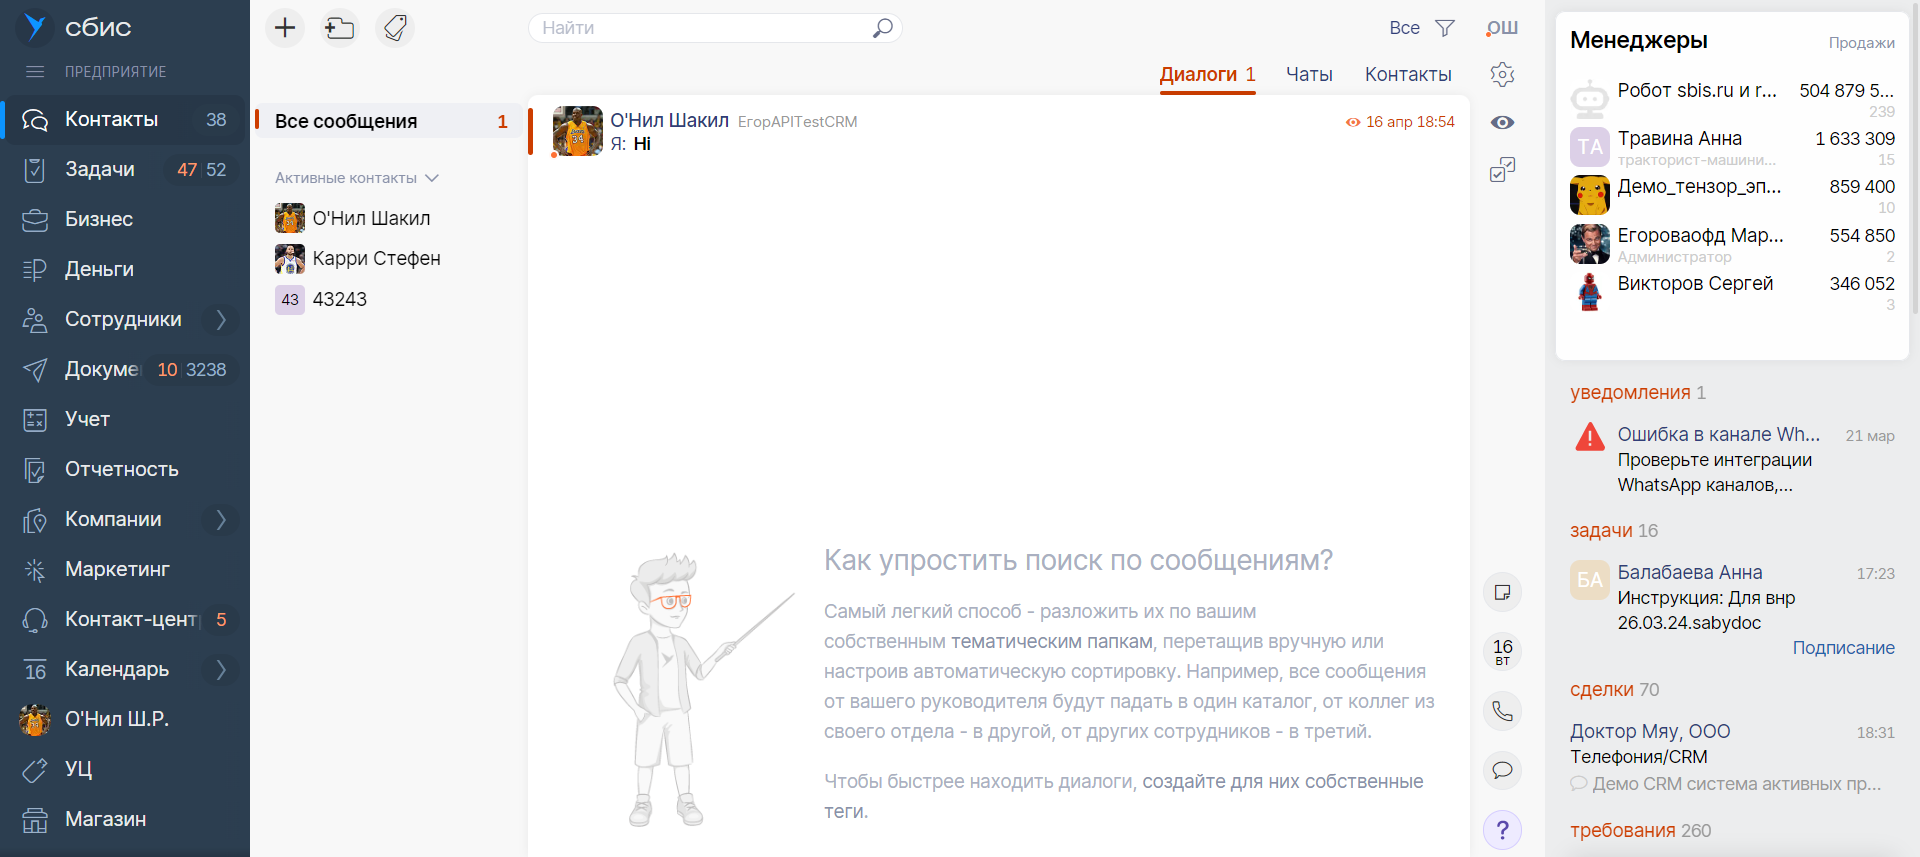 сбис
ПРЕДПРИЯТИЕ
Контакты 38
Задачи 47 52
Бизнес
Деньги
Сотрудники
Докуме 10 3238
Учет
Отчетность
Компании
Маркетинг
Контакт-цент 5
16 Календарь
О'Нил Ш.Р.
УЦ
Магазин
Найти
Все
ОШ
Диалоги 1 Чаты Контакты
Все сообщения 1
Активные контакты
О'Нил Шакил
Карри Стефен
43 43243
О'Нил Шакил ЕгорAPITestCRM 16 апр 18:54
Я: Hi
Как упростить поиск по сообщениям?
Самый легкий способ - разложить их по вашим
собственным тематическим папкам, перетащив вручную или
настроив автоматическую сортировку. Например, все сообщения
от вашего руководителя будут падать в один каталог, от коллег из
своего отдела - в другой, от других сотрудников - в третий.
Чтобы быстрее находить диалоги, создайте для них собственные
теги.
16
ВТ
?
Менеджеры Продажи
Робот sbis.ru и r... 504 879 5...
239
ТА Травина Анна 1 633 309
тракторист-машини... 15
Демо_тензор_эп... 859 400
10
Егороваофд Мар... 554 850
Администратор 2
Викторов Сергей 346 052
3
уведомления 1
Ошибка в канале Wh... 21 мар
Проверьте интеграции
WhatsApp каналов,...
задачи 16
БА Балабаева Анна 17:23
Инструкция: Для внр
26.03.24.sabydoc
Подписание
сделки 70
Доктор Мяу, ООО 18:31
Телефония/CRM
Демо CRM система активных пр...
требования 260